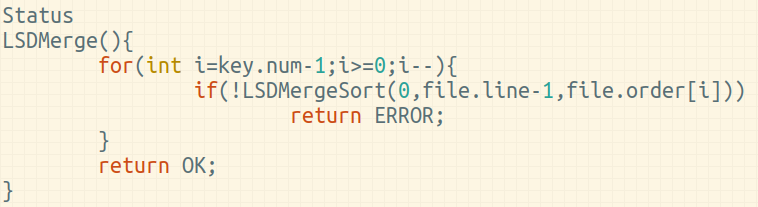 Status
LSDMerge(){
        for(int i=key.num-1;i>=0;i--){
                if(!LSDMergeSort(0,file.line-1,file.order[i]))
                        return ERROR;
        }
        return OK;
}